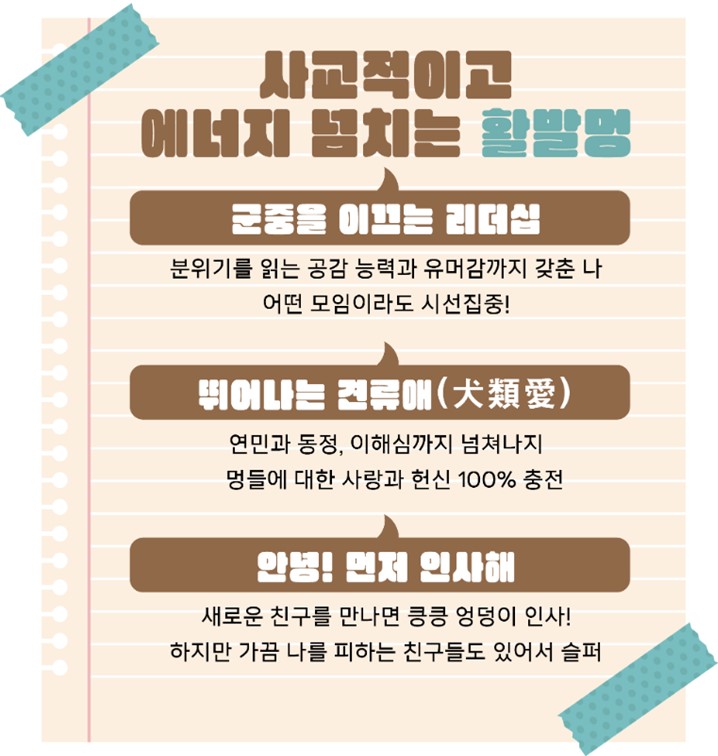 사교적이고
에너지 넘치는 활발멍
군중을 이끄는 리더십
분위기를 읽는 공감 능력과 유머감까지 갖춘 나
어떤 모임이라도 시선집중!
뛰어나는 견류애(犬類愛)
연민과 동정, 이해심까지 넘쳐나지
멍들에 대한 사랑과 헌신 100% 충전
안녕! 먼저 인사해
새로운 친구를 만나면 킁킁 엉덩이 인사!
하지만 가끔 나를 피하는 친구들도 있어서 슬퍼